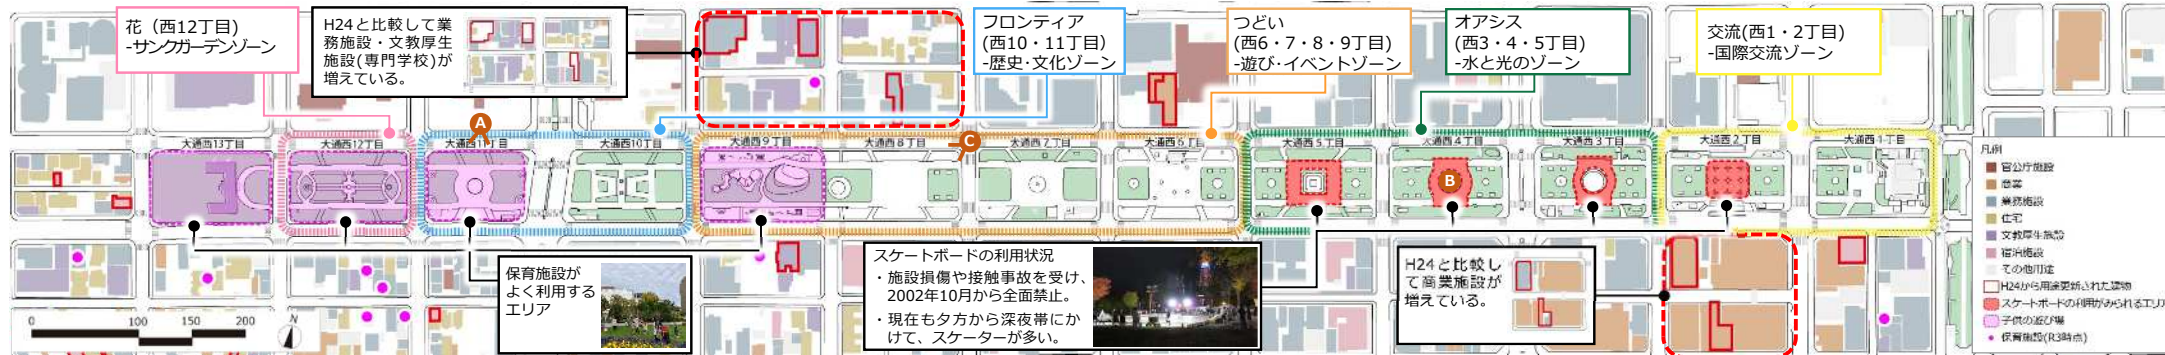 花（西12丁目）
-サンクガーデンゾーン
H24と比較して業
務施設・文教厚生
施設(専門学校)が
増えている。
フロンティア
(西10・11丁目)
-歴史・文化ゾーン
つどい
(西6・7・8・9丁目)
-遊び・イベントゾーン
オアシス
(西3・4・5丁目)
-水と光のゾーン
交流(西1・2丁目)
-国際交流ゾーン
A
C
B
大通西13丁目
大通西12丁目
大通西11丁目
大通西10丁目
大通西9丁目
大通西8丁目
大通西7丁目
大通西6丁目
大通西5丁目
大通西4丁目
大通西3丁目
大通西2丁目
大通西1丁目
保育施設が
よく利用する
エリア
スケートボードの利用状況
・施設損傷や接触事故を受け、
2002年10月から全面禁止。
・現在も夕方から深夜帯にか
けて、スケーターが多い。
H24と比較し
て商業施設が
増えている。
凡例
官公庁施設
商業
業務施設
住宅
文教厚生施設
宿泊施設
その他用途
H24から用途更新された建物
スケートボードの利用がみられるエリア
子供の遊び場
保育施設(R3時点)
0 100 150 200